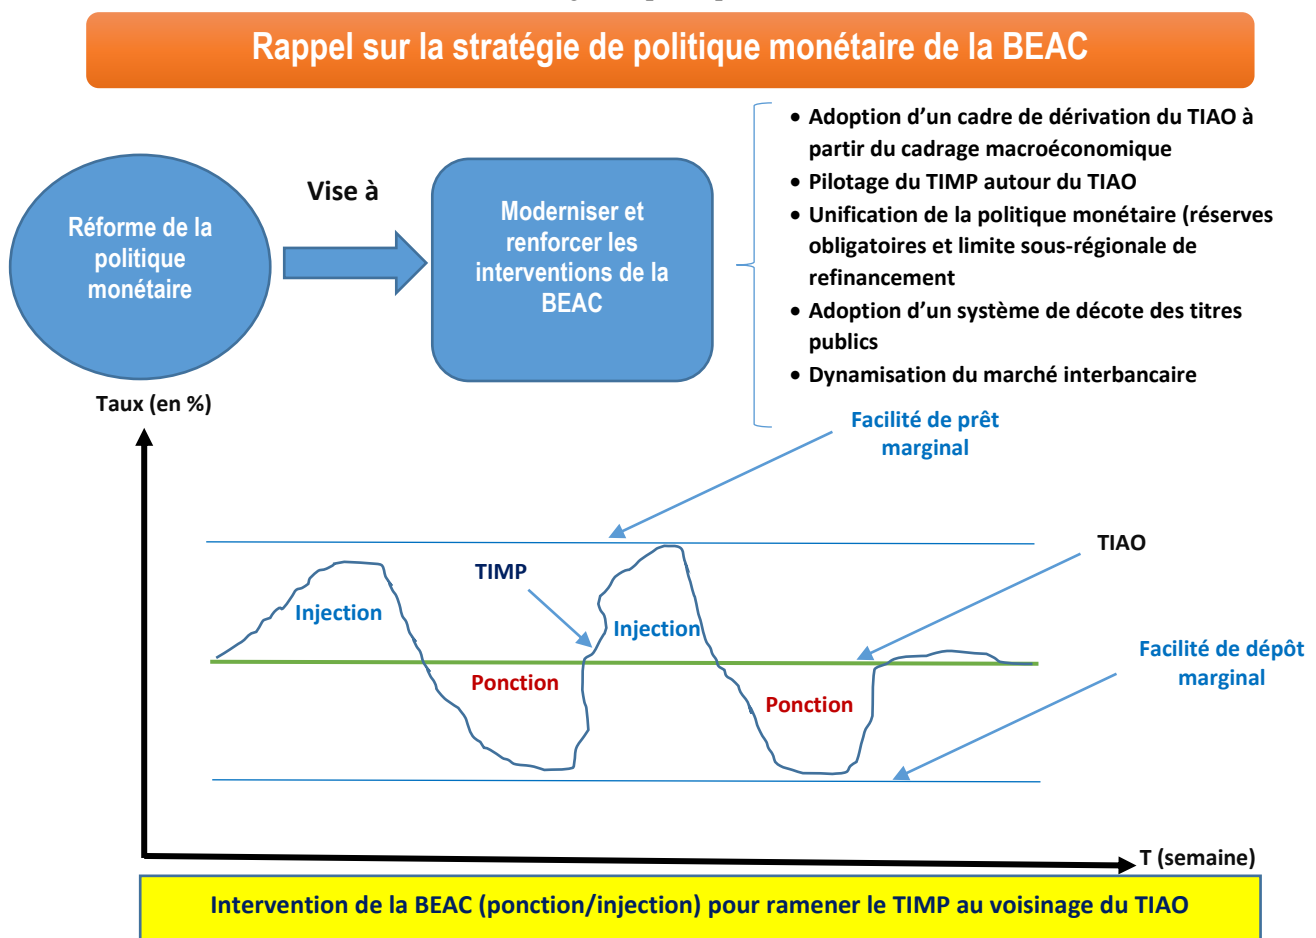 Rappel sur la stratégie de politique monétaire de la BEAC
Réforme de la
politique
monétaire
Vise à
Moderniser et
renforcer les
interventions de la
BEAC
• Adoption d’un cadre de dérivation du TIAO à
partir du cadrage macroéconomique
• Pilotage du TIMP autour du TIAO
• Unification de la politique monétaire (réserves
obligatoires et limite sous-régionale de
refinancement
• Adoption d’un système de décote des titres
publics
• Dynamisation du marché interbancaire
Taux (en %)
Facilité de prêt
marginal
TIAO
TIMP
Injection
Injection
Facilité de dépôt
marginal
Ponction
Ponction
T (semaine)
Intervention de la BEAC (ponction/injection) pour ramener le TIMP au voisinage du TIAO